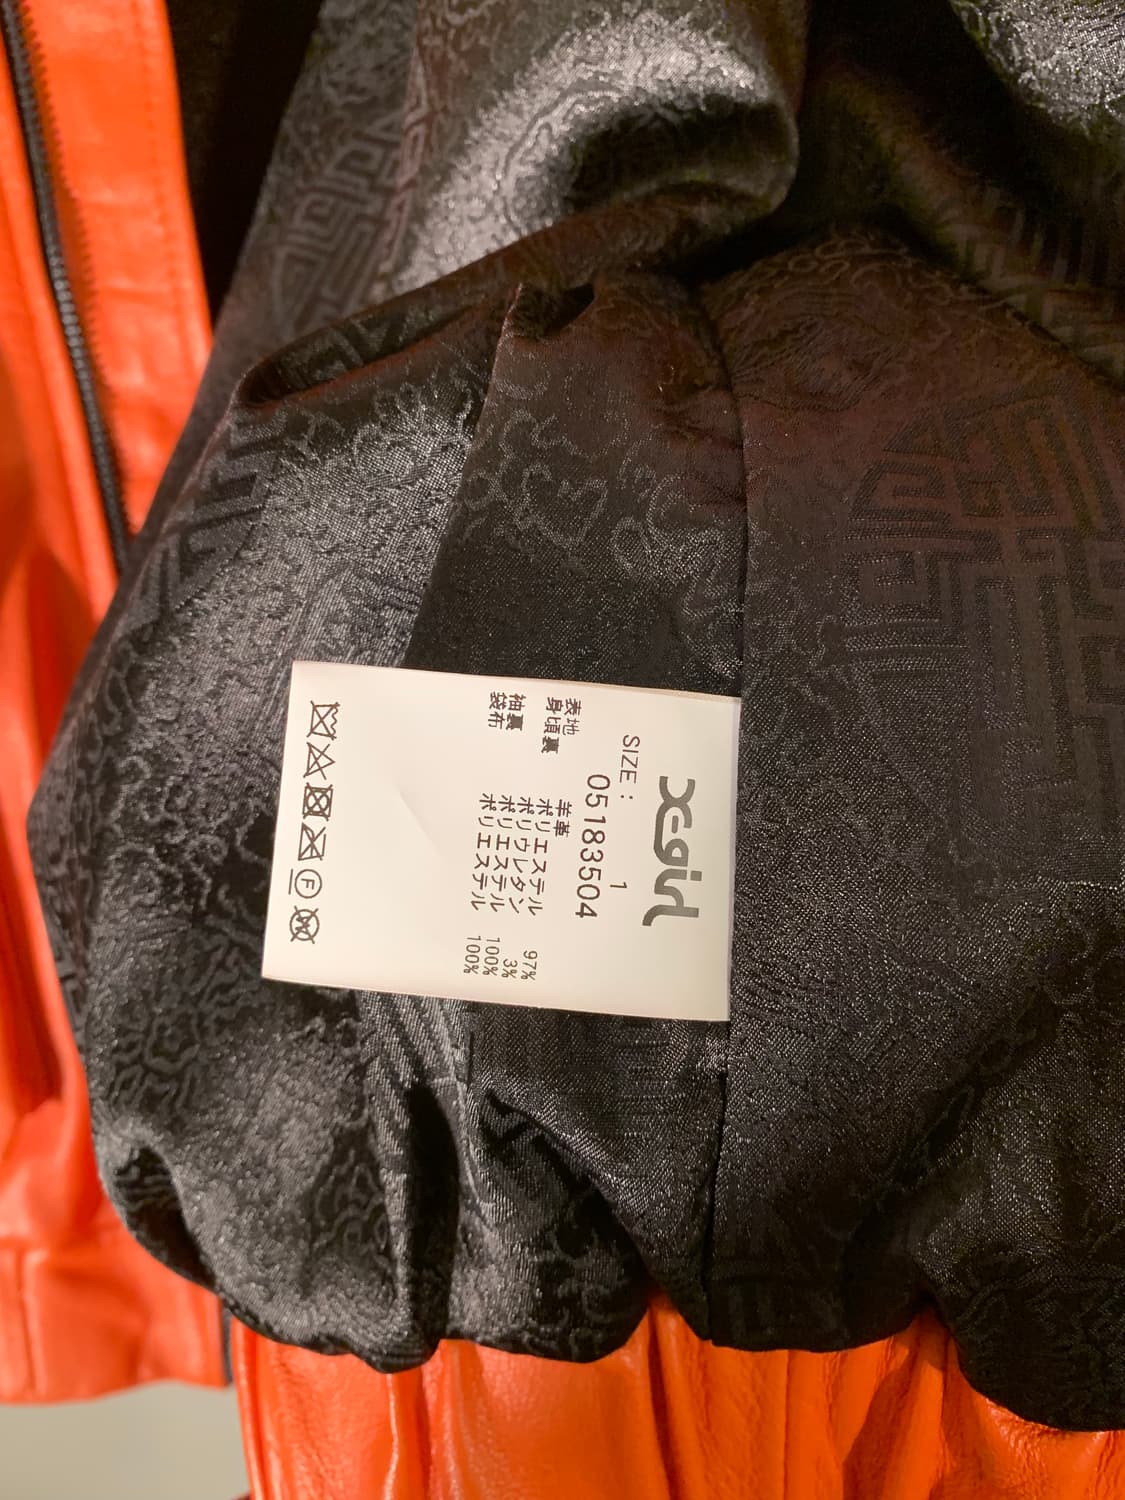 X-girl
SIZE : 1
05183504
表地 羊革
身頃裏 ポリエステル 97%
ポリウレタン 3%
袖裏 ポリエステル 100%
袋布 ポリエステル 100%
F
W